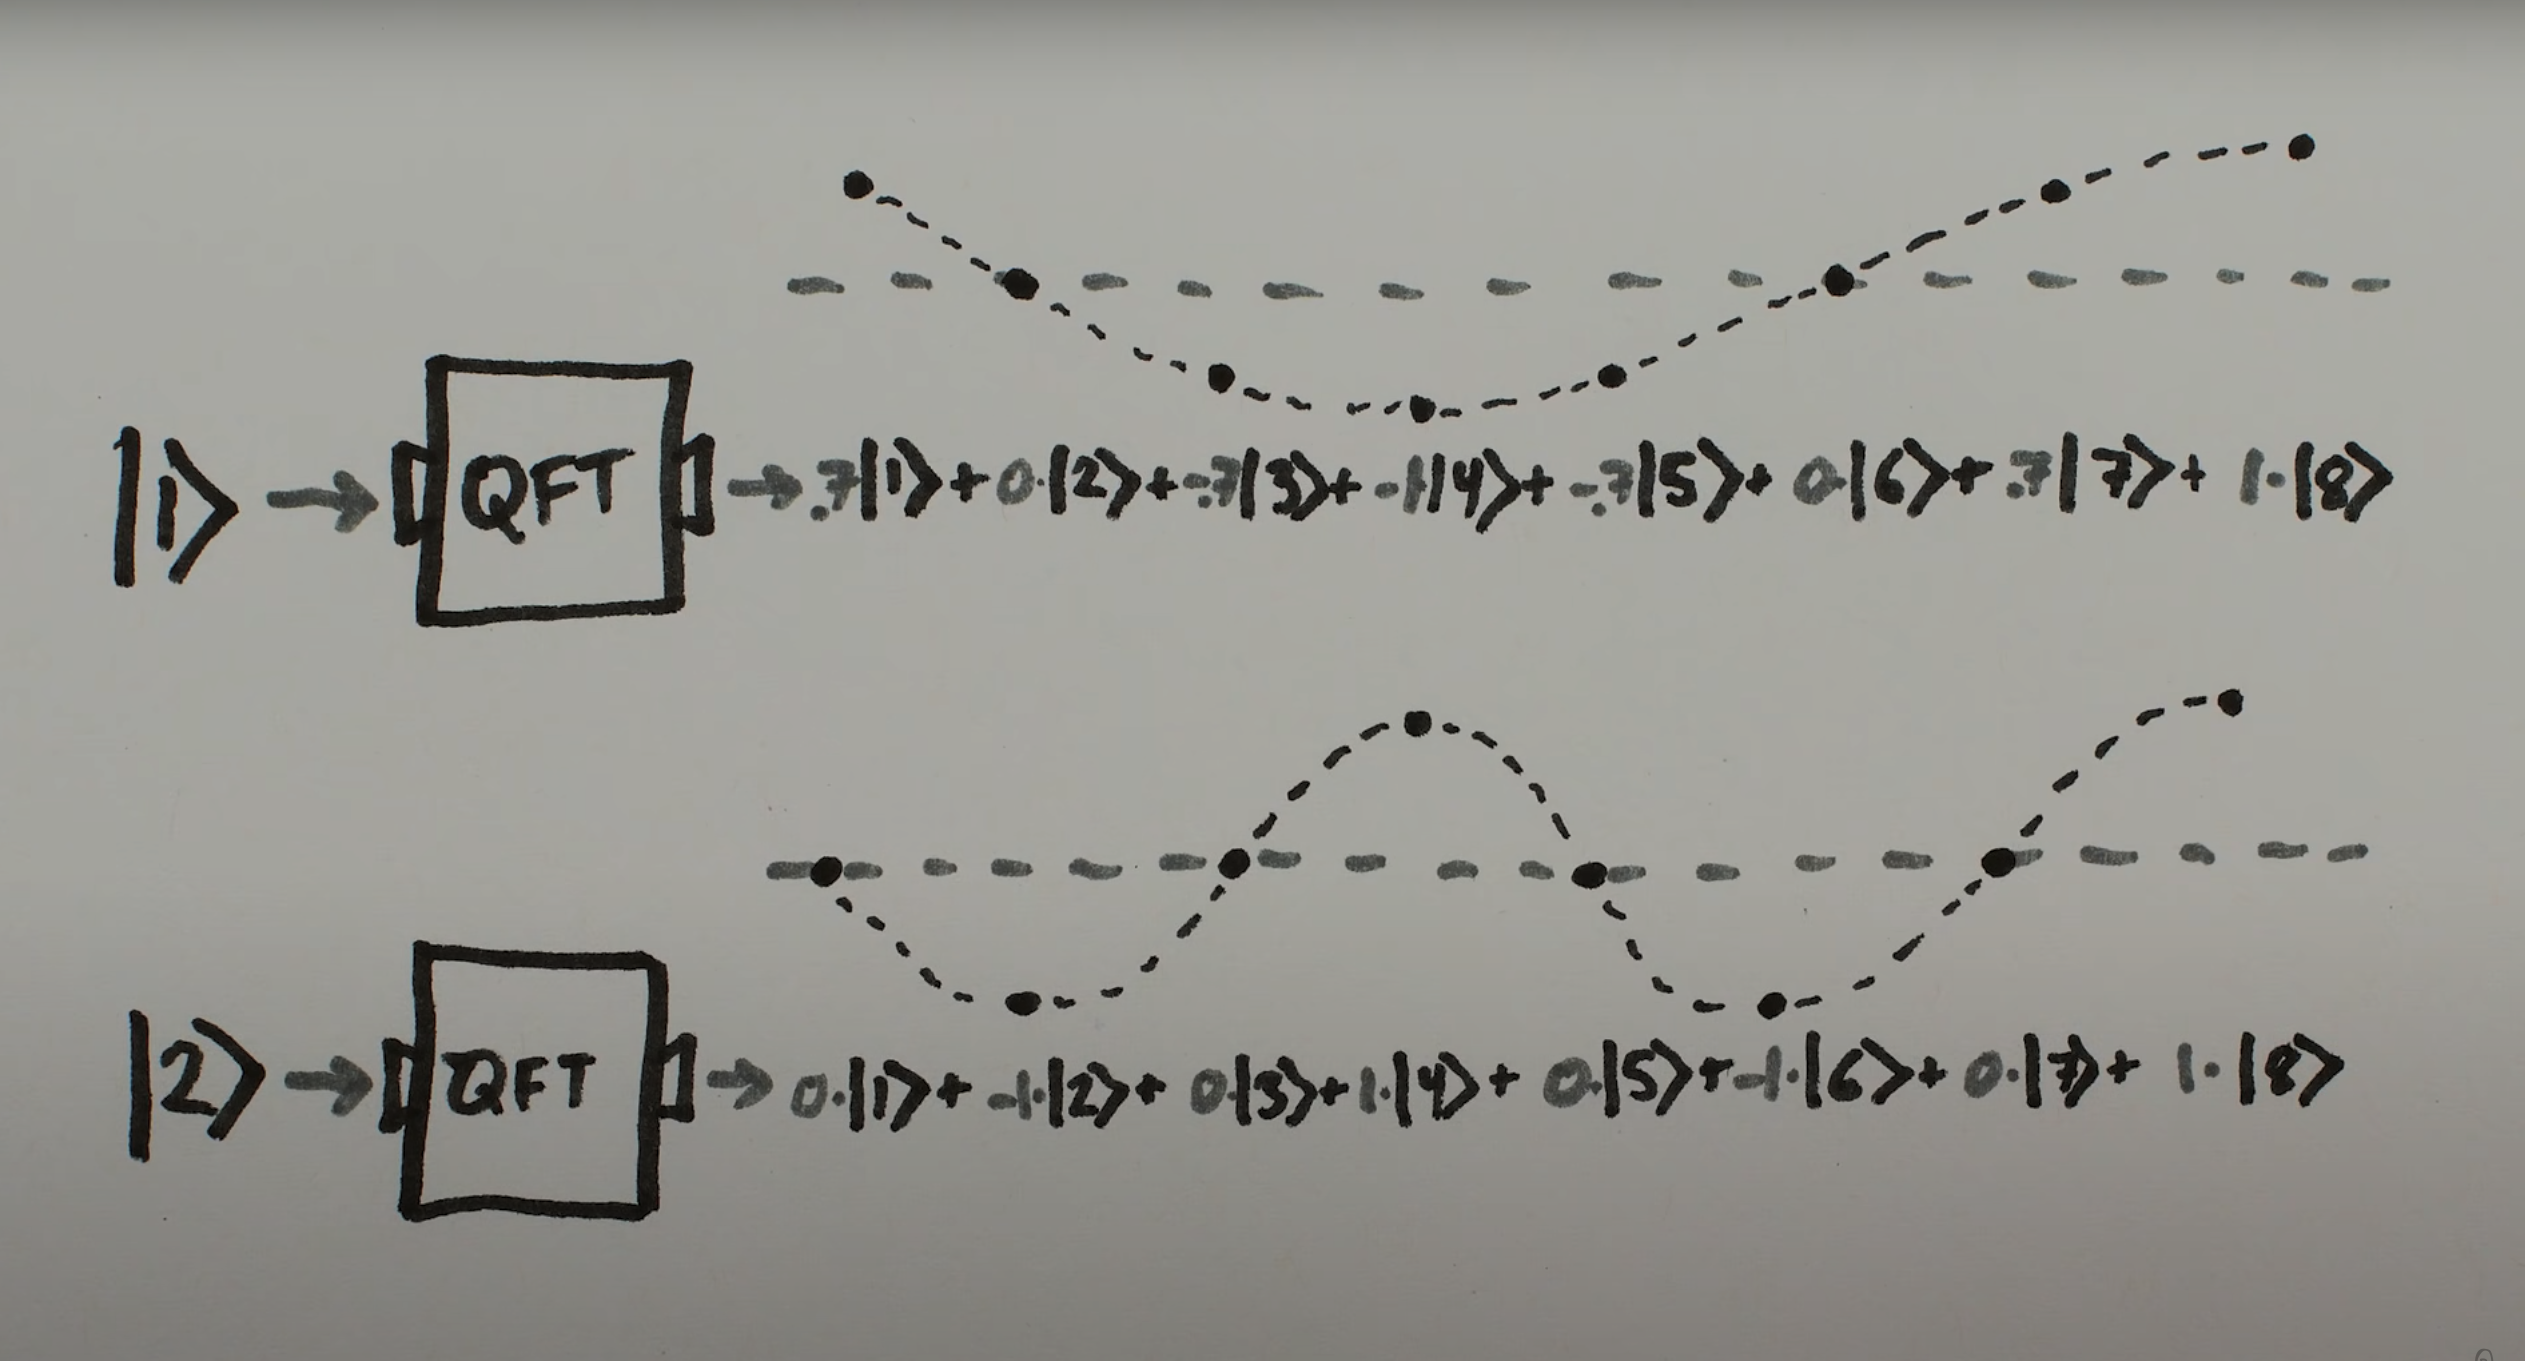 |1⟩ → QFT → .7|1⟩ + 0·|2⟩ + -.7|3⟩ + -1|4⟩ + -.7|5⟩ + 0·|6⟩ + .7|7⟩ + 1·|8⟩
|2⟩ → QFT → 0·|1⟩ + -1·|2⟩ + 0·|3⟩ + 1·|4⟩ + 0·|5⟩ + -1·|6⟩ + 0·|7⟩ + 1·|8⟩